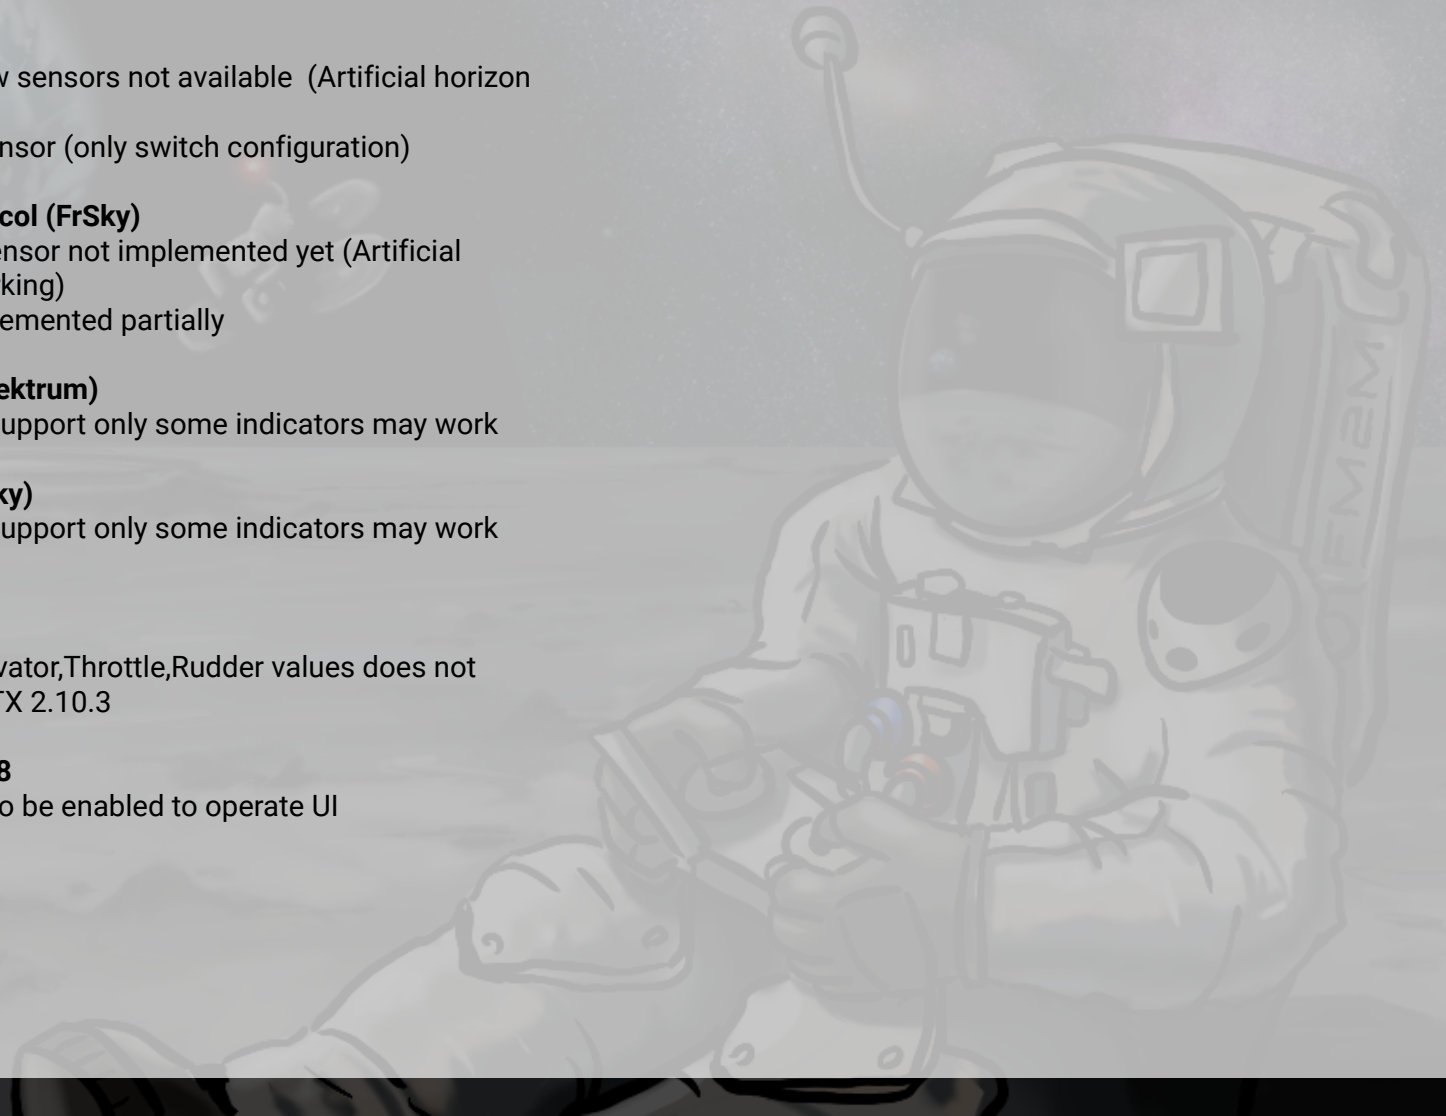 sensors not available (Artificial horizon
nsor (only switch configuration)
col (FrSky)
ensor not implemented yet (Artificial
king)
emented partially
ektrum)
upport only some indicators may work
ky)
upport only some indicators may work
vator,Throttle,Rudder values does not
TX 2.10.3
8
o be enabled to operate UI
FM2M